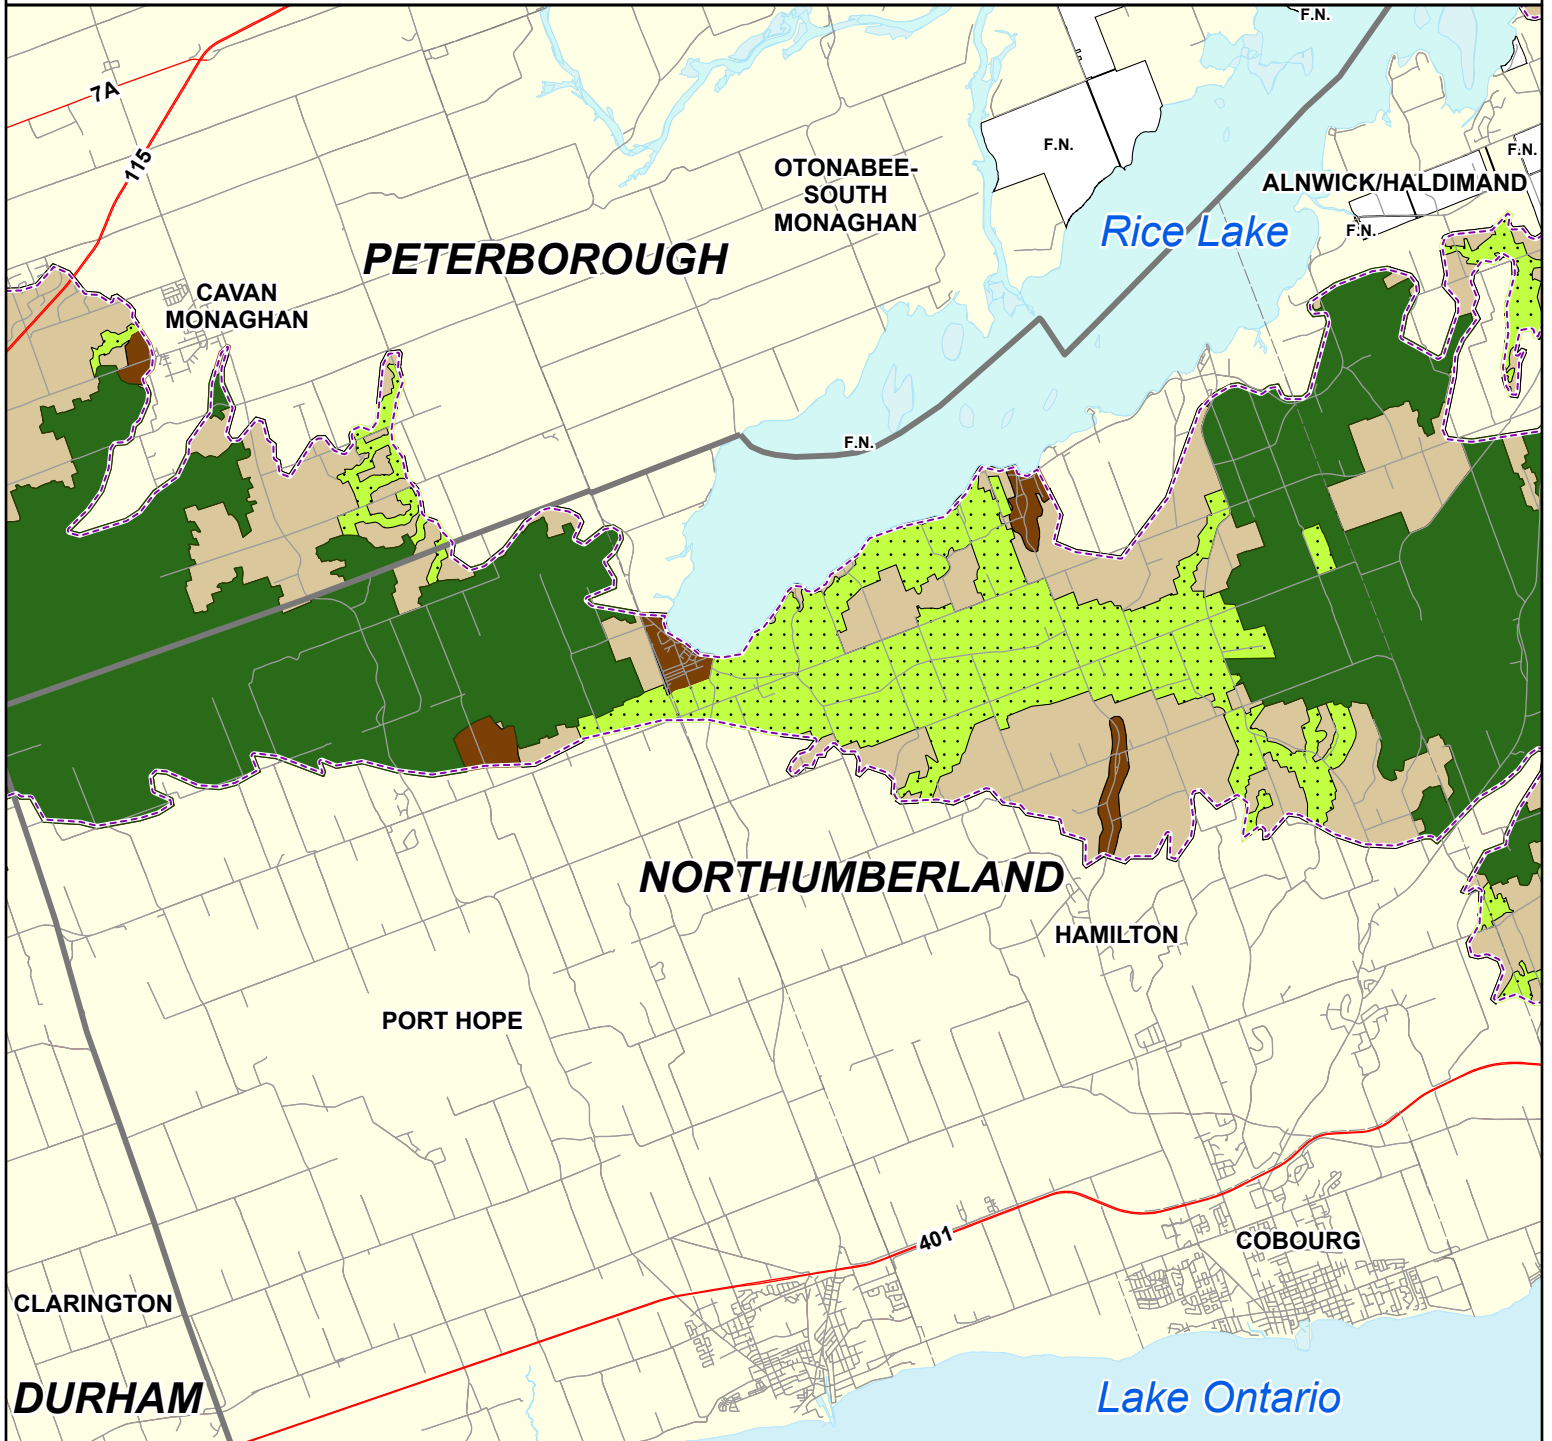 F.N.
7A
115
F.N.
F.N.
OTONABEE-
SOUTH
MONAGHAN
ALNWICK/HALDIMAND
Rice Lake
F.N.
PETERBOROUGH
CAVAN
MONAGHAN
F.N.
NORTHUMBERLAND
HAMILTON
PORT HOPE
401
COBOURG
CLARINGTON
DURHAM
Lake Ontario